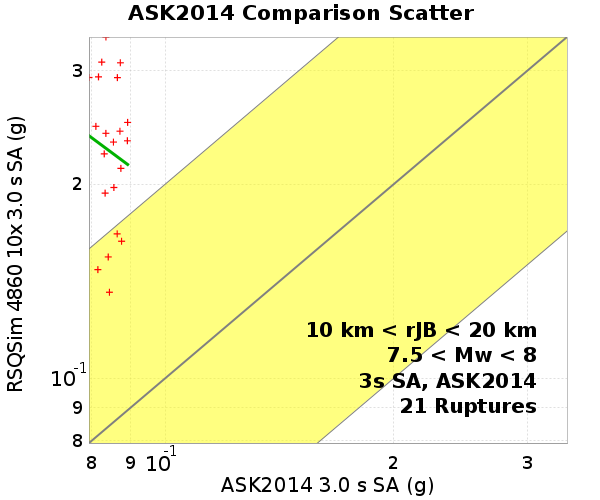 ASK2014 Comparison Scatter
RSQSim 4860 10x 3.0 s SA (g)
3
2
10-1
9
8
10 km < rJB < 20 km
7.5 < Mw < 8
3s SA, ASK2014
21 Ruptures
8 9 10-1 2 3
ASK2014 3.0 s SA (g)